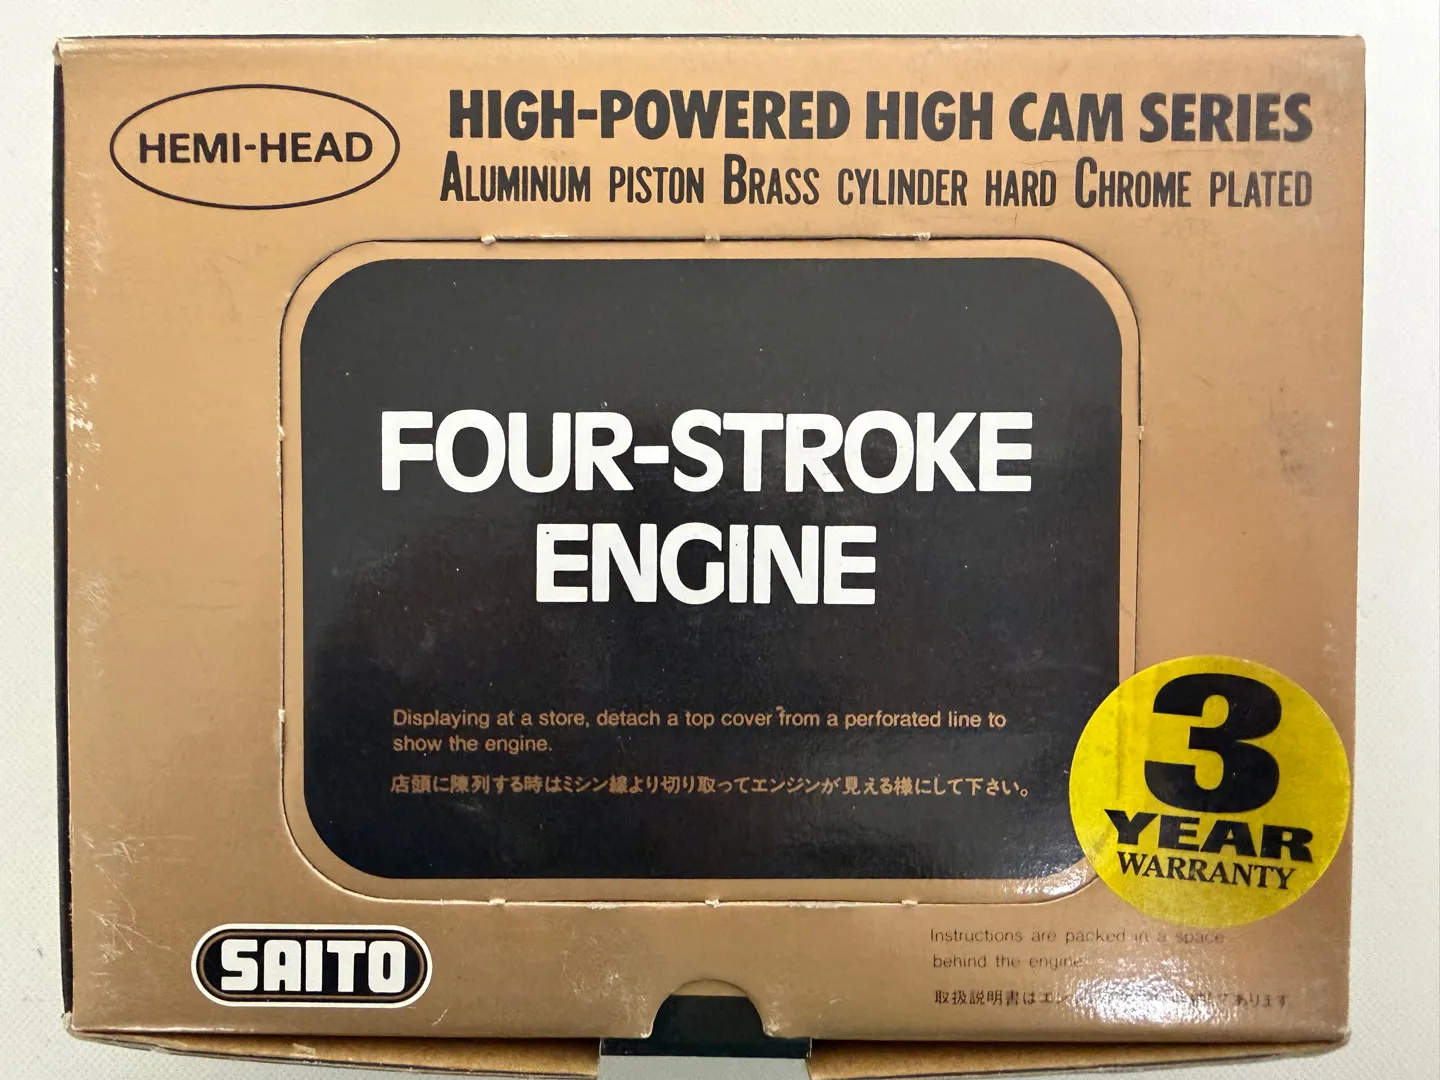 HEMI-HEAD
HIGH-POWERED HIGH CAM SERIES
ALUMINUM PISTON BRASS CYLINDER HARD CHROME PLATED
FOUR-STROKE
ENGINE
Displaying at a store, detach a top cover from a perforated line to
show the engine.
店頭に陳列する時はミシン線より切り取ってエンジンが見える様にして下さい。
3
YEAR
WARRANTY
SAITO
Instructions are packed in a space
behind the engine
取扱説明書は
あります